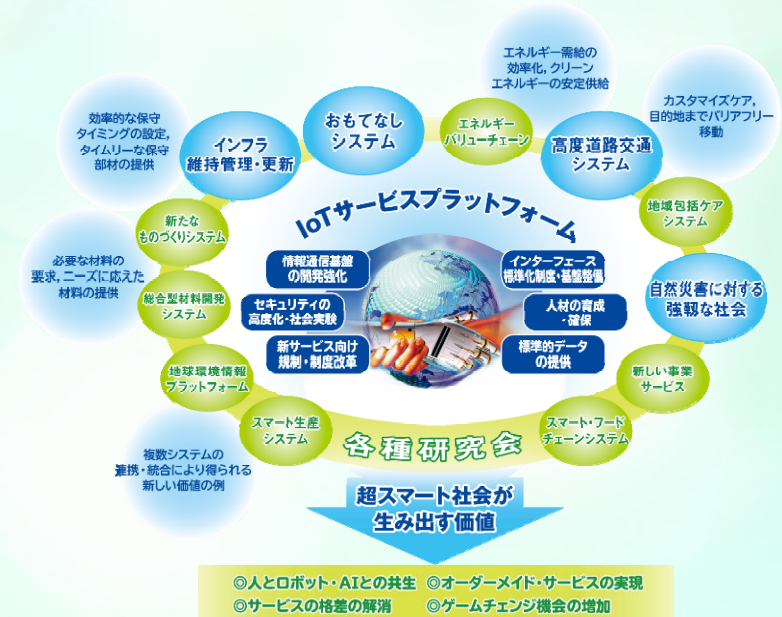 エネルギー需給の
効率化，クリーン
エネルギーの安定供給
カスタマイズケア，
目的地までバリアフリー
移動
効率的な保守
タイミングの設定，
タイムリーな保守
部材の提供
必要な材料の
要求，ニーズに応えた
材料の提供
複数システムの
連携・統合により得られる
新しい価値の例
インフラ
維持管理・更新
おもてなし
システム
エネルギー
バリューチェーン
高度道路交通
システム
地域包括ケア
システム
自然災害に対する
強靱な社会
新しい事業
サービス
スマート・フード
チェーンシステム
スマート生産
システム
地球環境情報
プラットフォーム
総合型材料開発
システム
新たな
ものづくりシステム
IoTサービスプラットフォーム
情報通信基盤
の開発強化
セキュリティの
高度化・社会実験
新サービス向け
規制・制度改革
インターフェース
標準化制度・基盤整備
人材の育成
・確保
標準的データ
の提供
各種研究会
超スマート社会が
生み出す価値
◎人とロボット・AIとの共生 ◎オーダーメイド・サービスの実現
◎サービスの格差の解消 ◎ゲームチェンジ機会の増加